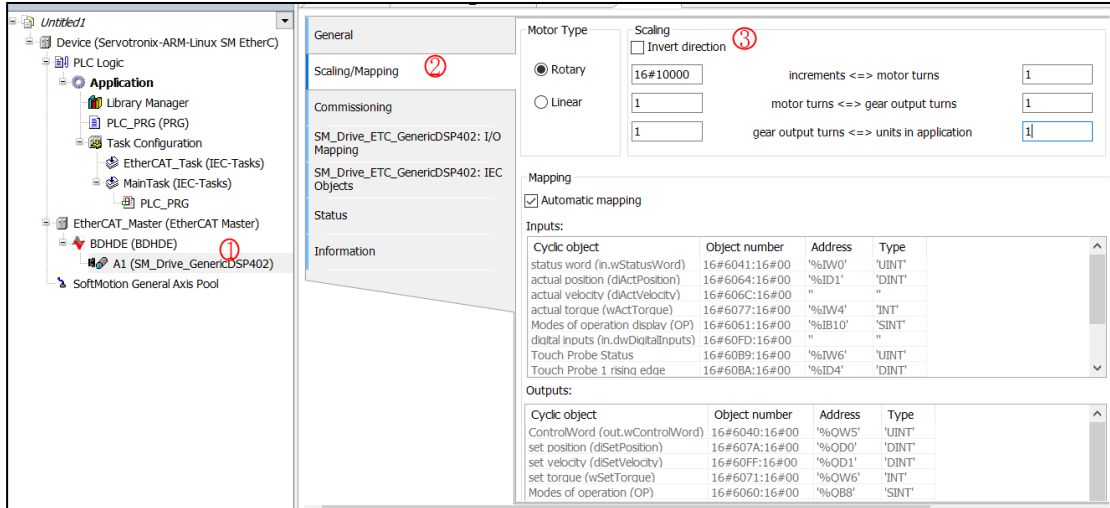 Untitled1
Device (Servotronix-ARM-Linux SM EtherC)
PLC Logic
Application
Library Manager
PLC_PRG (PRG)
Task Configuration
EtherCAT_Task (IEC-Tasks)
MainTask (IEC-Tasks)
PLC_PRG
EtherCAT_Master (EtherCAT Master)
BDHDE (BDHDE)
①
A1 (SM_Drive_GenericDSP402)
SoftMotion General Axis Pool
General
Scaling/Mapping
②
Commissioning
SM_Drive_ETC_GenericDSP402: I/O
Mapping
SM_Drive_ETC_GenericDSP402: IEC
Objects
Status
Information
Motor Type
Rotary
Linear
Scaling
Invert direction
③
16#10000 increments <=> motor turns 1
1 motor turns <=> gear output turns 1
1 gear output turns <=> units in application 1
Mapping
Automatic mapping
Inputs:
Cyclic object Object number Address Type
status word (in.wStatusWord) 16#6041:16#00 '%IW0' 'UINT'
actual position (diActPosition) 16#6064:16#00 '%ID1' 'DINT'
actual velocity (diActVelocity) 16#606C:16#00 '' ''
actual torque (wActTorque) 16#6077:16#00 '%IW4' 'INT'
Modes of operation display (OP) 16#6061:16#00 '%IB10' 'SINT'
digital inputs (in.dwDigitalInputs) 16#60FD:16#00 '' ''
Touch Probe Status 16#60B9:16#00 '%IW6' 'UINT'
Touch Probe 1 rising edge 16#60BA:16#00 '%ID4' 'DINT'
Outputs:
Cyclic object Object number Address Type
ControlWord (out.wControlWord) 16#6040:16#00 '%QW5' 'UINT'
set position (diSetPosition) 16#607A:16#00 '%QD0' 'DINT'
set velocity (diSetVelocity) 16#60FF:16#00 '%QD1' 'DINT'
set torque (wSetTorque) 16#6071:16#00 '%QW6' 'INT'
Modes of operation (OP) 16#6060:16#00 '%QB8' 'SINT'